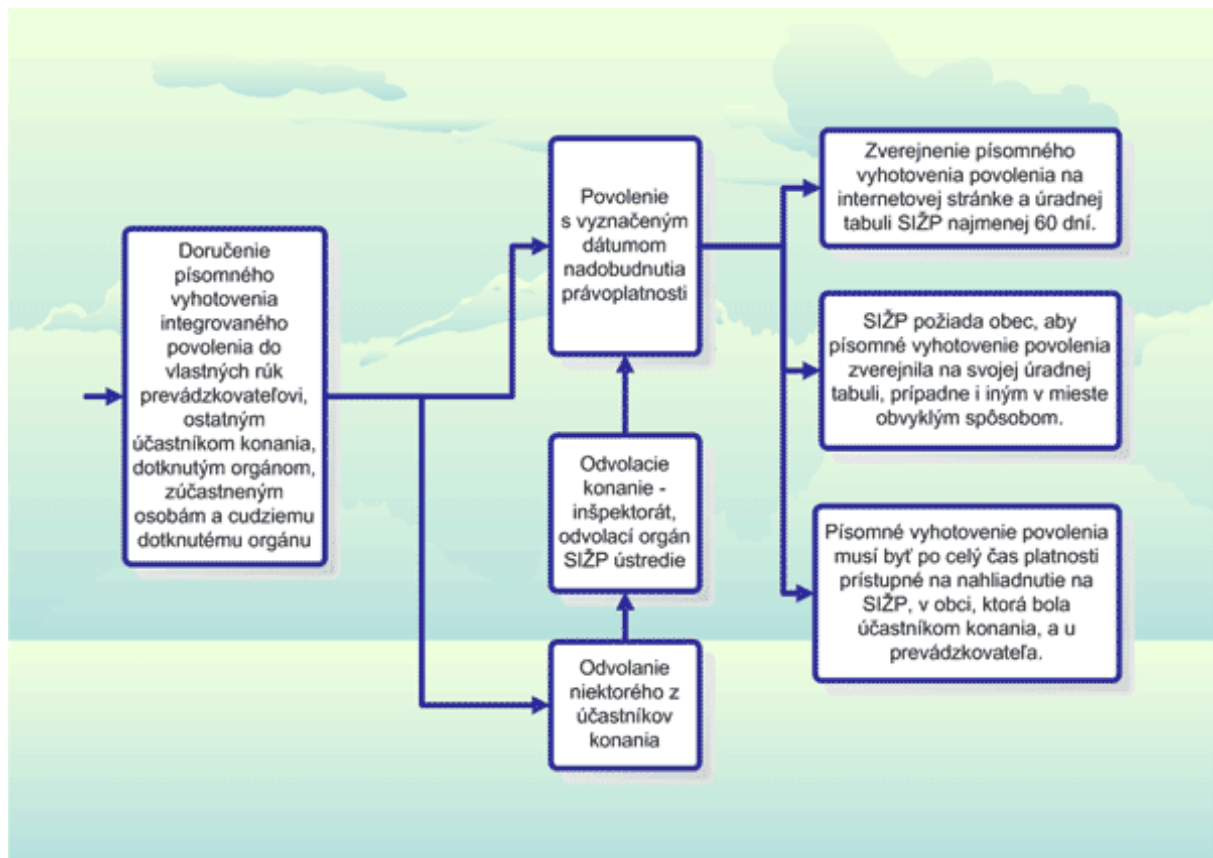 Doručenie
písomného
vyhotovenia
integrovaného
povolenia do
vlastných rúk
prevádzkovateľovi,
ostatným
účastníkom konania,
dotknutým orgánom,
zúčastneným
osobám a cudziemu
dotknutému orgánu
Povolenie
s vyznačeným
dátumom
nadobudnutia
právoplatnosti
Odvolacie
konanie -
inšpektorát,
odvolací orgán
SIŽP ústredie
Odvolanie
niektorého z
účastníkov
konania
Zverejnenie písomného
vyhotovenia povolenia na
internetovej stránke a úradnej
tabuli SIŽP najmenej 60 dní.
SIŽP požiada obec, aby
písomné vyhotovenie povolenia
zverejnila na svojej úradnej
tabuli, prípadne i iným v mieste
obvyklým spôsobom.
Písomné vyhotovenie povolenia
musí byť po celý čas platnosti
prístupné na nahliadnutie na
SIŽP, v obci, ktorá bola
účastníkom konania, a u
prevádzkovateľa.